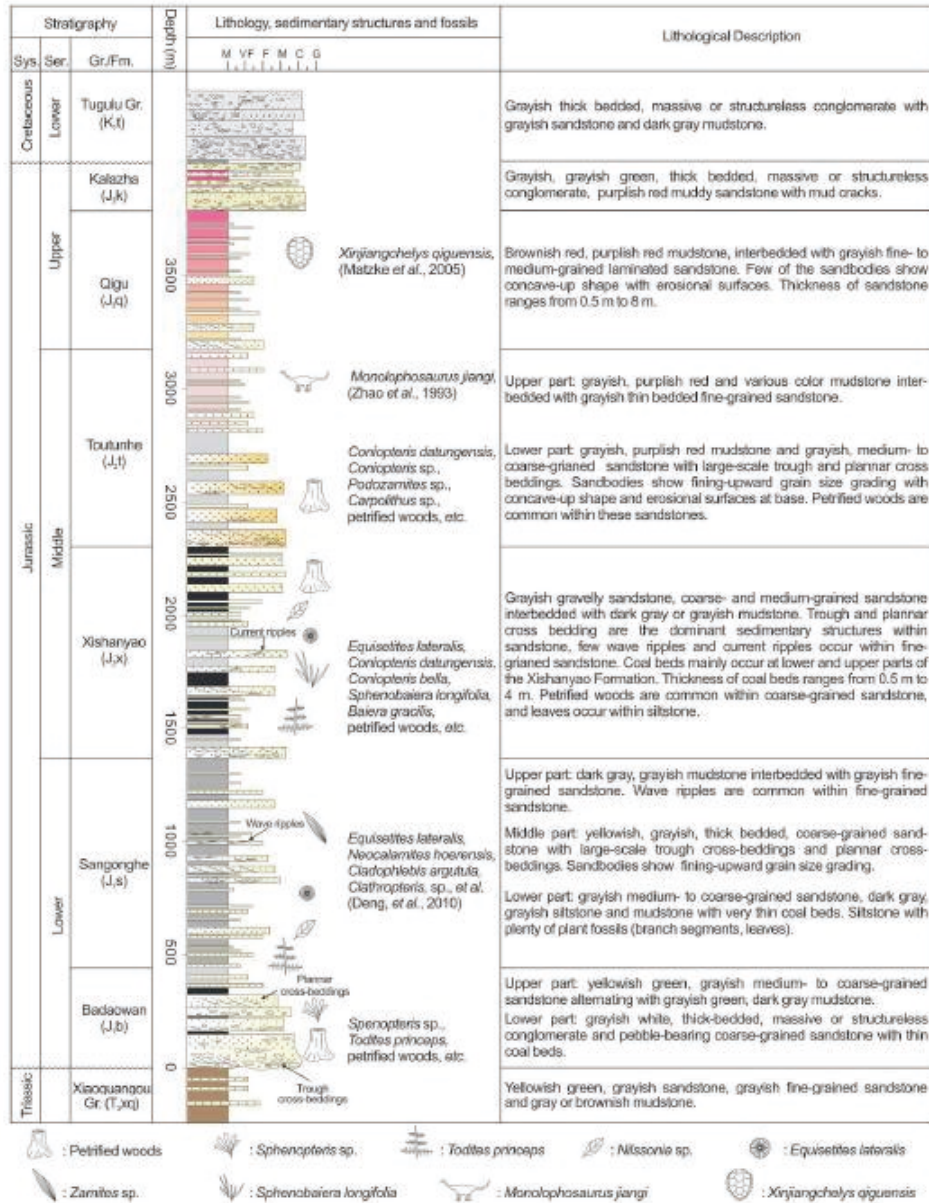 Stratigraphy
Lithology, sedimentary structures and fossils
Lithological Description
Sys. Ser. Gr./Fm.
Depth (m)
M VF F M C G
Cretaceous
Lower
Tugulu Gr.
(K₁t)
Grayish thick bedded, massive or structureless conglomerate with
grayish sandstone and dark gray mudstone.
Jurassic
Upper
Kalazha
(J₃k)
Grayish, grayish green, thick bedded, massive or structureless
conglomerate, purplish red muddy sandstone with mud cracks.
Qigu
(J₃q)
3500
Xinjiangchelys qiguensis,
(Matzke et al., 2005)
Brownish red, purplish red mudstone, interbedded with grayish fine- to
medium-grained laminated sandstone. Few of the sandbodies show
concave-up shape with erosional surfaces. Thickness of sandstone
ranges from 0.5 m to 8 m.
Middle
Toutunhe
(J₂t)
3000
2500
Monolophosaurus jiangi,
(Zhao et al., 1993)
Coniopteris datungensis,
Coniopteris sp.,
Podozamites sp.,
Carpolithus sp.,
petrified woods, etc.
Upper part: grayish, purplish red and various color mudstone inter-
bedded with grayish thin bedded fine-grained sandstone.
Lower part: grayish, purplish red mudstone and grayish, medium- to
coarse-grianed sandstone with large-scale trough and plannar cross
beddings. Sandbodies show fining-upward grain size grading with
concave-up shape and erosional surfaces at base. Petrified woods are
common within these sandstones.
Xishanyao
(J₂x)
2000
1500
Current ripples
Equisetites lateralis,
Coniopteris datungensis,
Coniopteris bella,
Sphenobaiera longifolia,
Baiera gracilis,
petrified woods, etc.
Grayish gravelly sandstone, coarse- and medium-grained sandstone
interbedded with dark gray or grayish mudstone. Trough and plannar
cross bedding are the dominant sedimentary structures within
sandstone, few wave ripples and current ripples occur within fine-
grianed sandstone. Coal beds mainly occur at lower and upper parts of
the Xishanyao Formation. Thickness of coal beds ranges from 0.5 m to
4 m. Petrified woods are common within coarse-grained sandstone,
and leaves occur within siltstone.
Lower
Sangonghe
(J₁s)
1000
500
Wave ripples
Equisetites lateralis,
Neocalamites hoerensis,
Cladophlebis argutula,
Clathropteris, sp., et al.
(Deng, et al., 2010)
Upper part: dark gray, grayish mudstone interbedded with grayish fine-
grained sandstone. Wave ripples are common within fine-grained
sandstone.
Middle part: yellowish, grayish, thick bedded, coarse-grained sand-
stone with large-scale trough cross-beddings and plannar cross-
beddings. Sandbodies show fining-upward grain size grading.
Lower part: grayish medium- to coarse-grained sandstone, dark gray,
grayish siltstone and mudstone with very thin coal beds. Siltstone with
plenty of plant fossils (branch segments, leaves).
Badaowan
(J₁b)
0
Plannar
cross-beddings
Spenopteris sp.,
Todites princeps,
petrified woods, etc.
Trough
cross-beddings
Upper part: yellowish green, grayish medium- to coarse-grained
sandstone alternating with grayish green, dark gray mudstone.
Lower part: grayish white, thick-bedded, massive or structureless
conglomerate and pebble-bearing coarse-grained sandstone with thin
coal beds.
Triassic
Xiaoquangou
Gr. (T₃xq)
Yellowish green, grayish sandstone, grayish fine-grained sandstone
and gray or brownish mudstone.
: Petrified woods : Sphenopteris sp. : Todites princeps : Nilssonia sp. : Equisetites lateralis
: Zamites sp. : Sphenobaiera longifolia : Monolophosaurus jiangi : Xinjiangchelys qiguensis